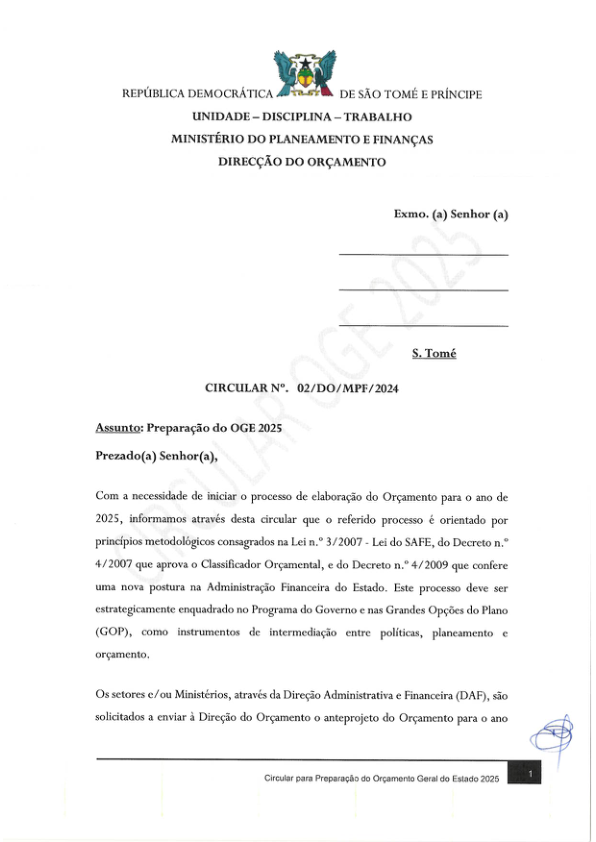 REPÚBLICA DEMOCRÁTICA DE SÃO TOMÉ E PRÍNCIPE
UNIDADE – DISCIPLINA – TRABALHO
MINISTÉRIO DO PLANEAMENTO E FINANÇAS
DIRECÇÃO DO ORÇAMENTO
Exmo. (a) Senhor (a)
S. Tomé
CIRCULAR Nº. 02/DO/MPF/2024
Assunto: Preparação do OGE 2025
Prezado(a) Senhor(a),
Com a necessidade de iniciar o processo de elaboração do Orçamento para o ano de
2025, informamos através desta circular que o referido processo é orientado por
princípios metodológicos consagrados na Lei n.º 3/2007 - Lei do SAFE, do Decreto n.º
4/2007 que aprova o Classificador Orçamental, e do Decreto n.º 4/2009 que confere
uma nova postura na Administração Financeira do Estado. Este processo deve ser
estrategicamente enquadrado no Programa do Governo e nas Grandes Opções do Plano
(GOP), como instrumentos de intermediação entre políticas, planeamento e
orçamento.
Os setores e/ou Ministérios, através da Direção Administrativa e Financeira (DAF), são
solicitados a enviar à Direção do Orçamento o anteprojeto do Orçamento para o ano
Circular para Preparação do Orçamento Geral do Estado 2025
1
CIRCULAR OGE 2025